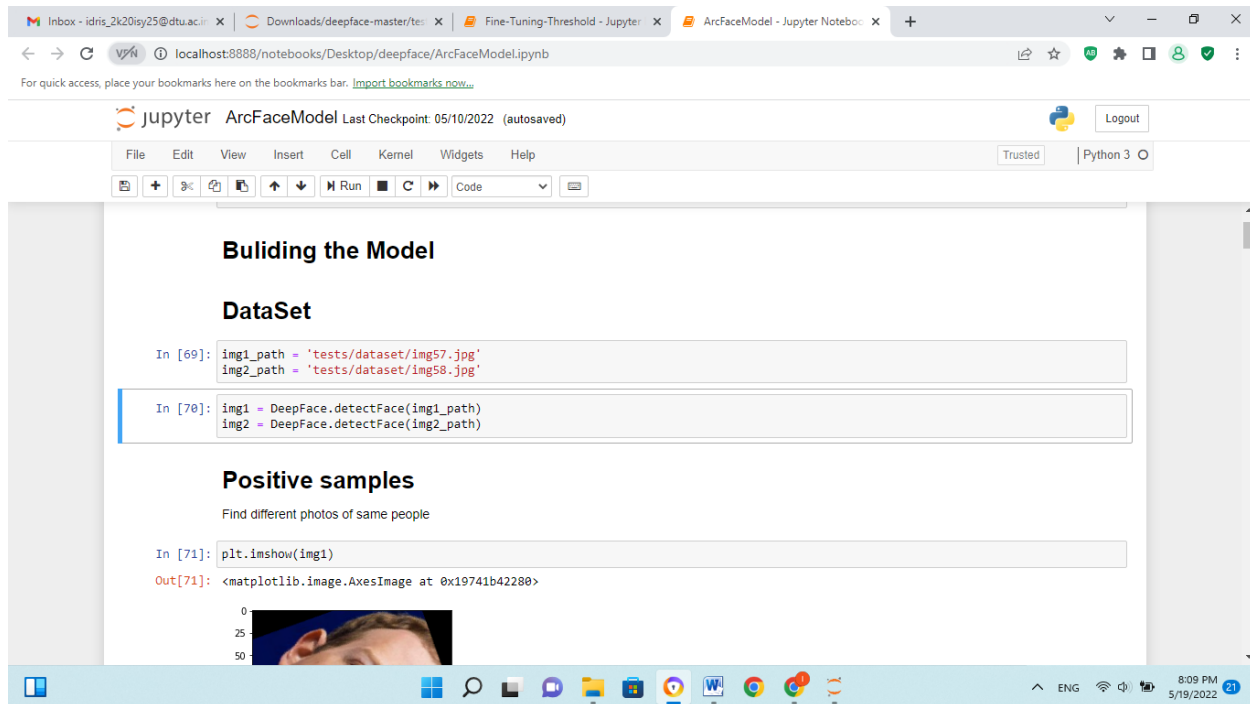 Inbox - idris_2k20isy25@dtu.ac.in
Downloads/deepface-master/tes
Fine-Tuning-Threshold - Jupyter
ArcFaceModel - Jupyter Noteboo
VPN
localhost:8888/notebooks/Desktop/deepface/ArcFaceModel.ipynb
For quick access, place your bookmarks here on the bookmarks bar. Import bookmarks now...
jupyter ArcFaceModel Last Checkpoint: 05/10/2022 (autosaved)
Logout
File Edit View Insert Cell Kernel Widgets Help
Trusted Python 3
Run Code
Buliding the Model
DataSet
In [69]: img1_path = 'tests/dataset/img57.jpg'
img2_path = 'tests/dataset/img58.jpg'
In [70]: img1 = DeepFace.detectFace(img1_path)
img2 = DeepFace.detectFace(img2_path)
Positive samples
Find different photos of same people
In [71]: plt.imshow(img1)
Out[71]: <matplotlib.image.AxesImage at 0x19741b42280>
0
25
50
ENG
8:09 PM
5/19/2022
21